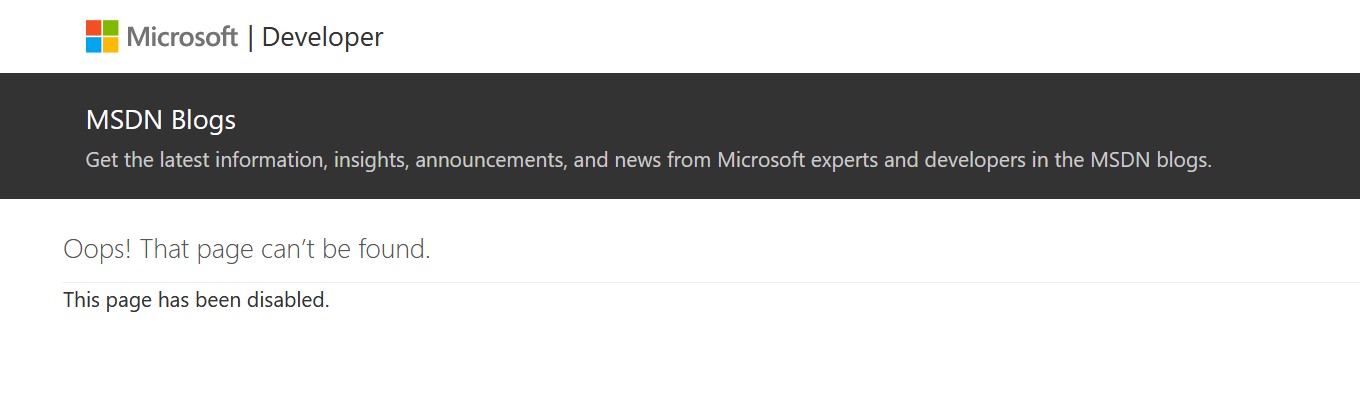 Microsoft | Developer
MSDN Blogs
Get the latest information, insights, announcements, and news from Microsoft experts and developers in the MSDN blogs.
Oops! That page can’t be found.
This page has been disabled.